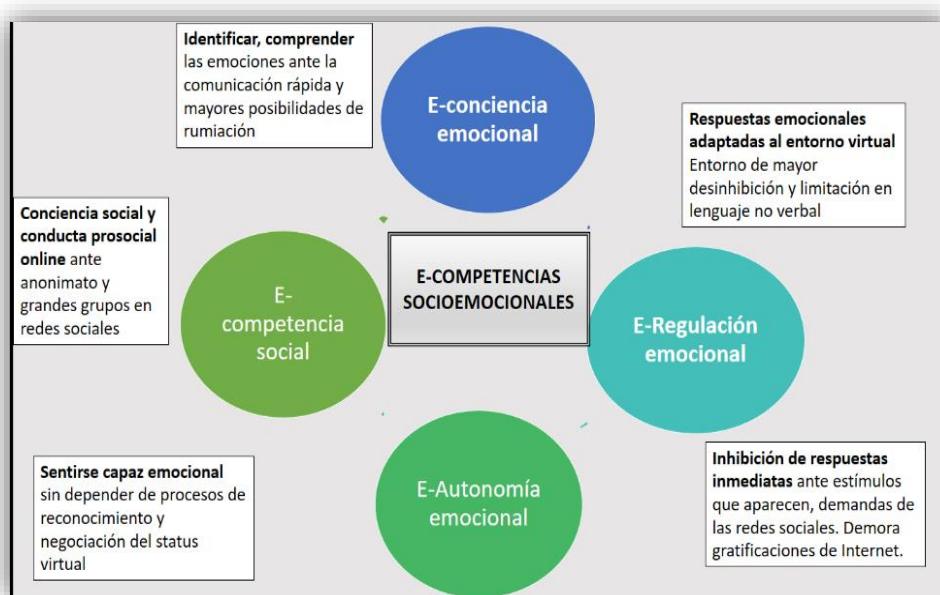 Identificar, comprender
las emociones ante la
comunicación rápida y
mayores posibilidades de
rumiación
E-conciencia
emocional
Respuestas emocionales
adaptadas al entorno virtual
Entorno de mayor
desinhibición y limitación en
lenguaje no verbal
Conciencia social y
conducta prosocial
online ante
anonimato y
grandes grupos en
redes sociales
E-
competencia
social
E-COMPETENCIAS
SOCIOEMOCIONALES
E-Regulación
emocional
Sentirse capaz emocional
sin depender de procesos de
reconocimiento y
negociación del status
virtual
E-Autonomía
emocional
Inhibición de respuestas
inmediatas ante estímulos
que aparecen, demandas de
las redes sociales. Demora
gratificaciones de Internet.